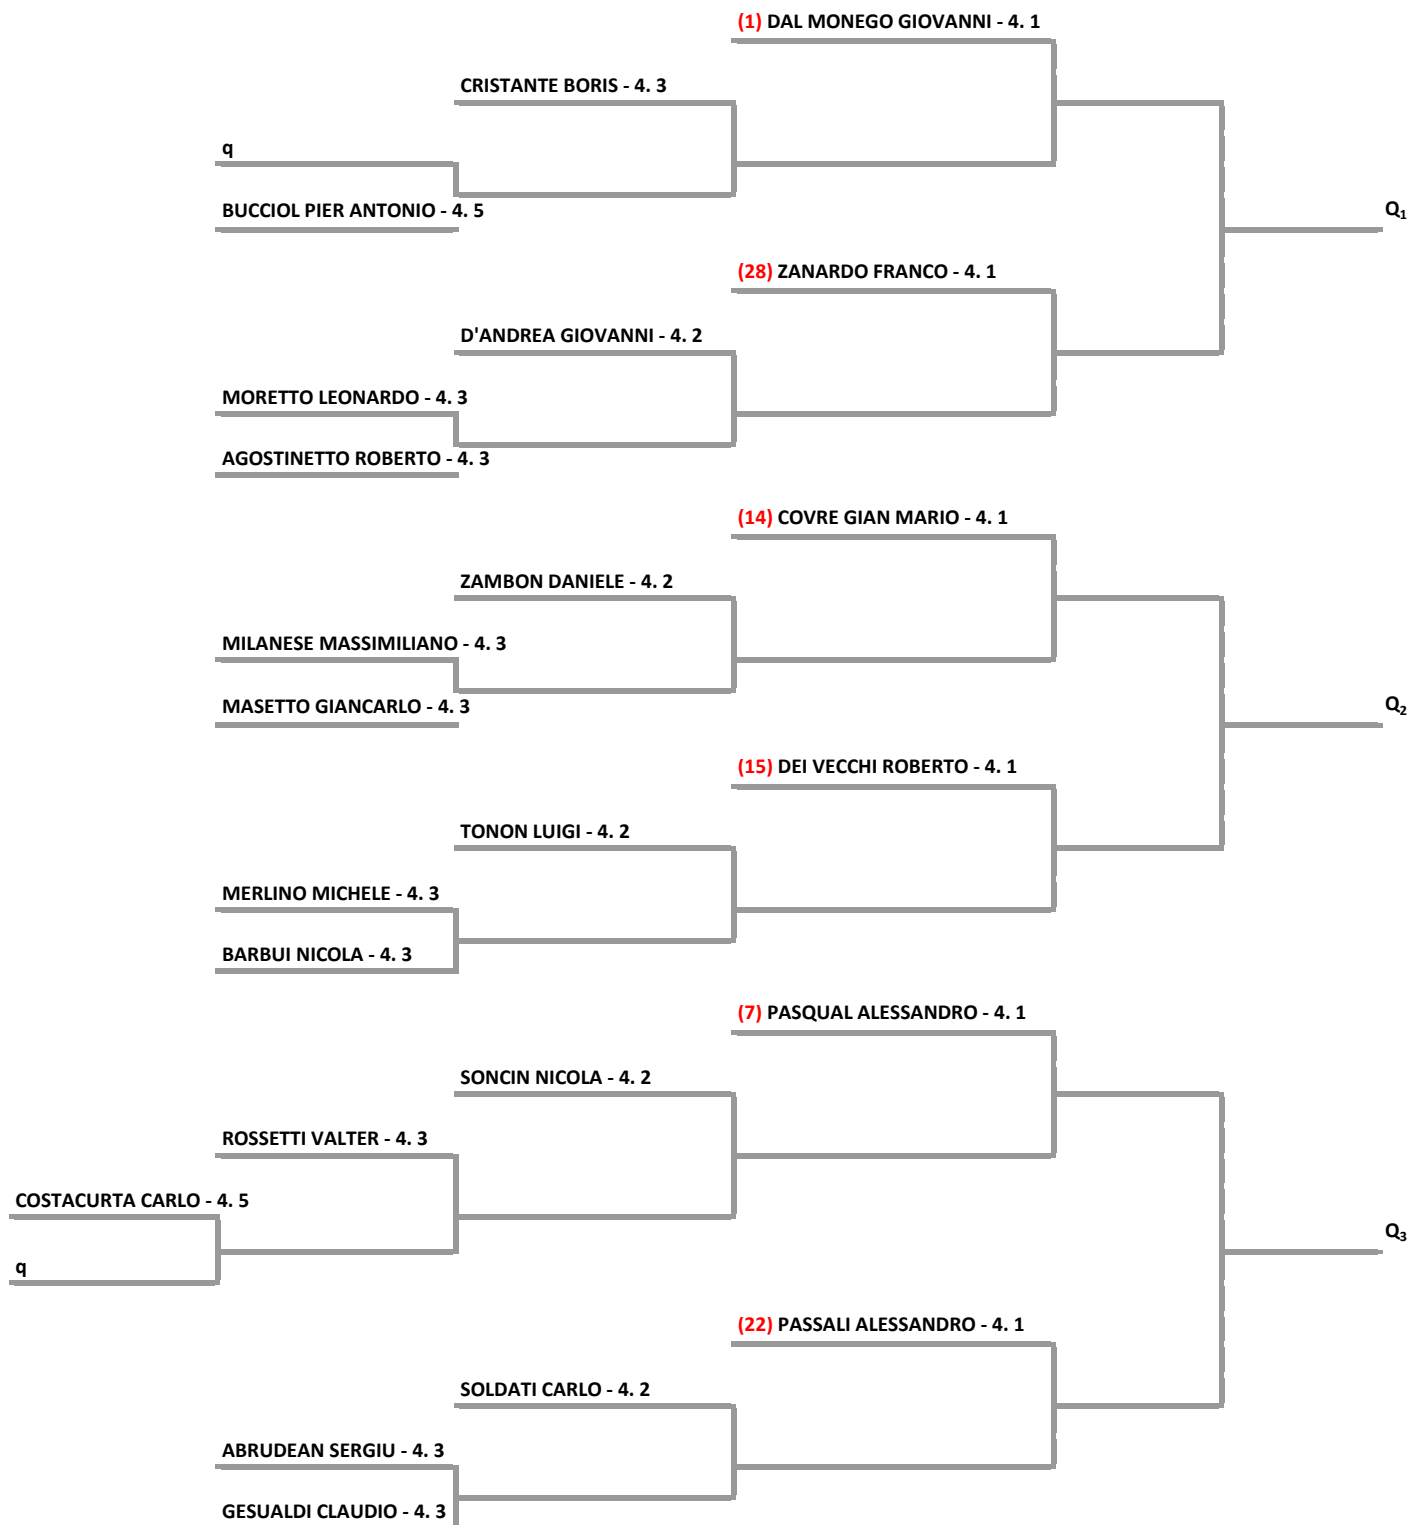 (1) DAL MONEGO GIOVANNI - 4. 1
CRISTANTE BORIS - 4. 3
q
BUCCIOL PIER ANTONIO - 4. 5
Q1
(28) ZANARDO FRANCO - 4. 1
D'ANDREA GIOVANNI - 4. 2
MORETTO LEONARDO - 4. 3
AGOSTINETTO ROBERTO - 4. 3
(14) COVRE GIAN MARIO - 4. 1
ZAMBON DANIELE - 4. 2
MILANESE MASSIMILIANO - 4. 3
MASETTO GIANCARLO - 4. 3
Q2
(15) DEI VECCHI ROBERTO - 4. 1
TONON LUIGI - 4. 2
MERLINO MICHELE - 4. 3
BARBUI NICOLA - 4. 3
(7) PASQUAL ALESSANDRO - 4. 1
SONCIN NICOLA - 4. 2
ROSSETTI VALTER - 4. 3
COSTACURTA CARLO - 4. 5
Q3
q
(22) PASSALI ALESSANDRO - 4. 1
SOLDATI CARLO - 4. 2
ABRUDEAN SERGIU - 4. 3
GESUALDI CLAUDIO - 4. 3